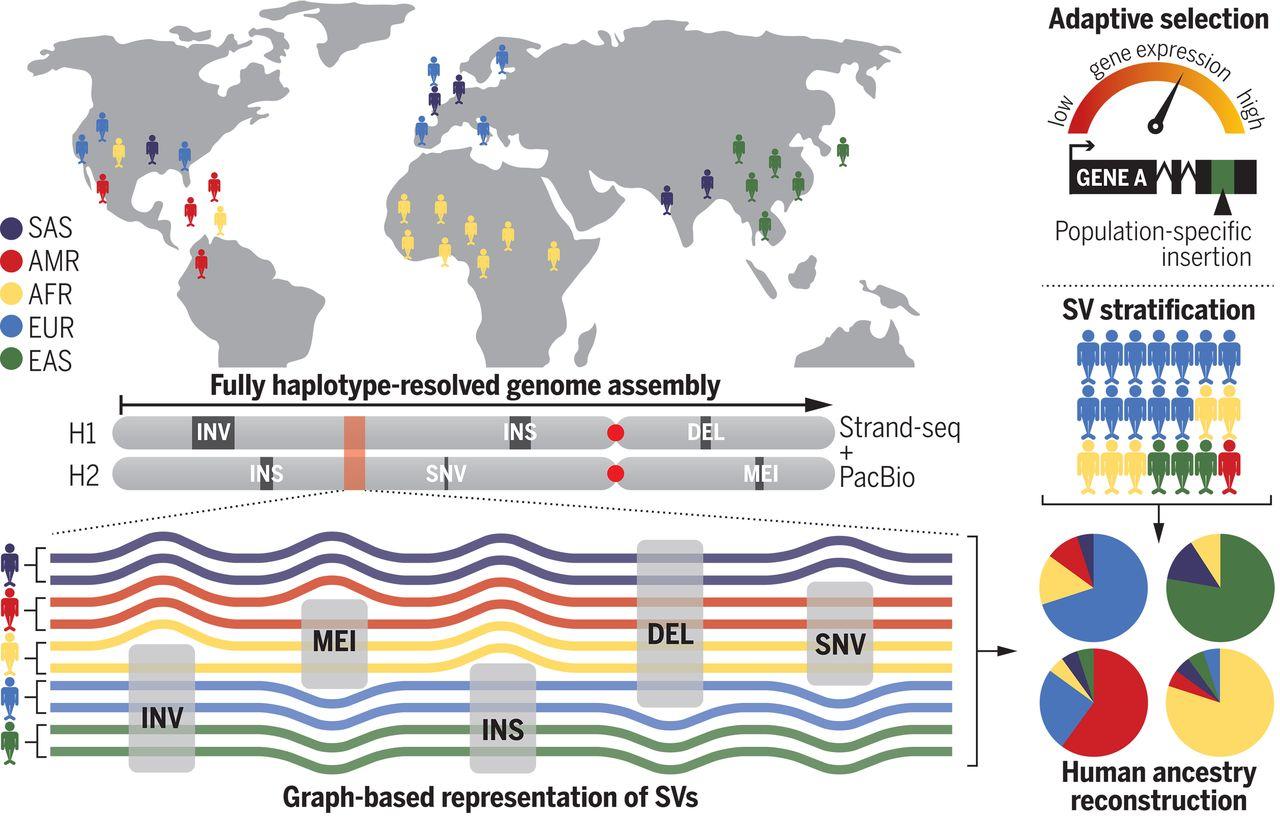 SAS
AMR
AFR
EUR
EAS
Fully haplotype-resolved genome assembly
H1
INV
INS
DEL
H2
INS
SNV
MEI
Strand-seq
+
PacBio
MEI
DEL
SNV
INV
INS
Graph-based representation of SVs
Adaptive selection
gene expression
low
high
GENE A
Population-specific
insertion
SV stratification
Human ancestry
reconstruction